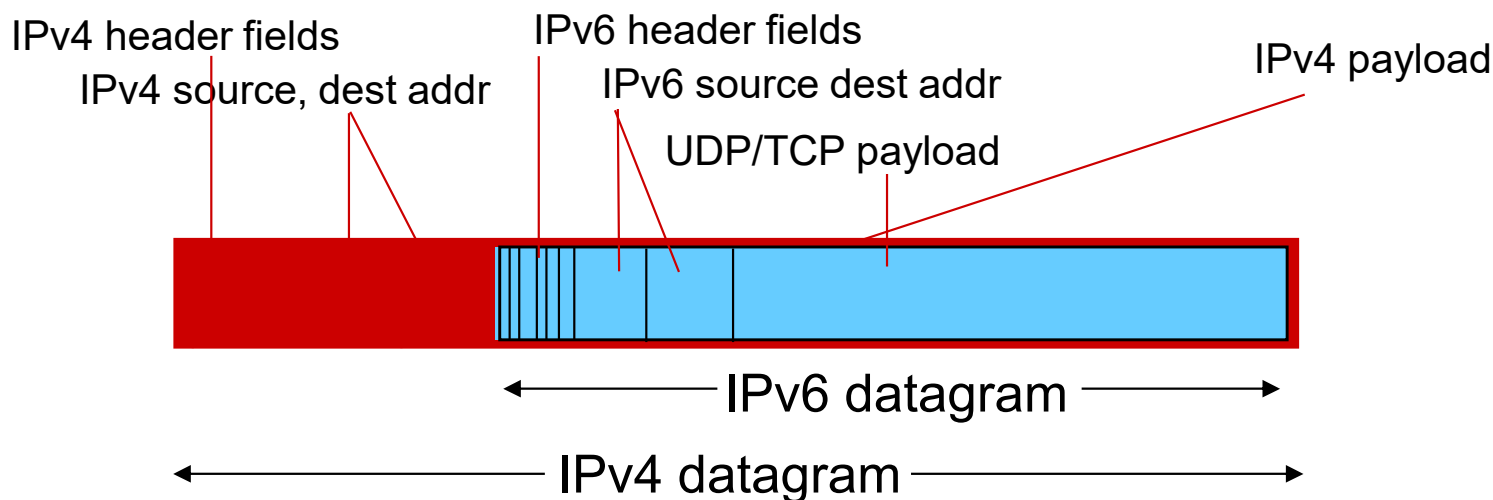 IPv4 header fields
IPv6 header fields
IPv4 payload
IPv4 source, dest addr
IPv6 source dest addr
UDP/TCP payload
IPv6 datagram
IPv4 datagram